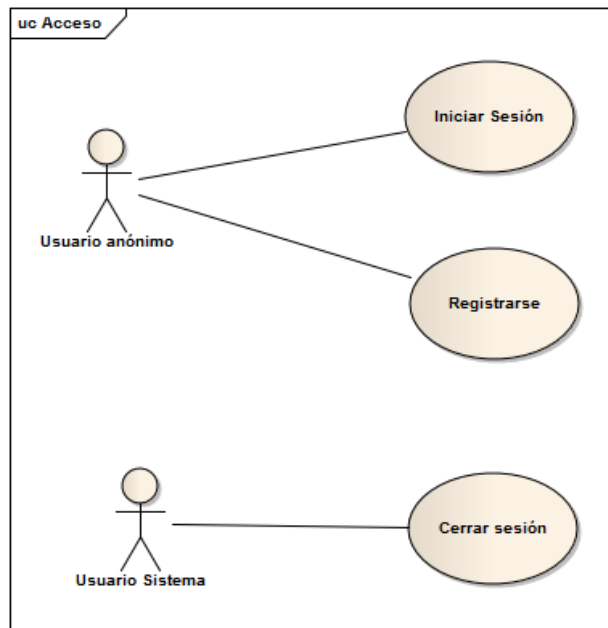 uc Acceso
Iniciar Sesión
Usuario anónimo
Registrarse
Cerrar sesión
Usuario Sistema